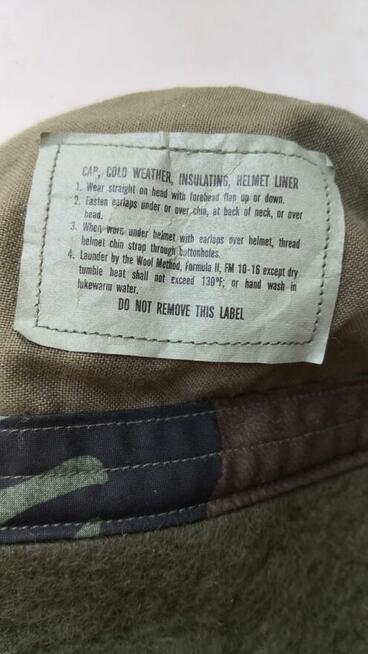 CAP, COLD WEATHER, INSULATING, HELMET LINER
1. Wear straight on head with forehead flap up or down.
2. Fasten earlaps under or over chin, at back of neck, or over
head.
3. When worn under helmet with earlaps over helmet, thread
helmet chin strap through buttonholes.
4. Launder by the Wool Method, Formula II, FM 10-16 except dry
tumble heat shall not exceed 130°F, or hand wash in
lukewarm water.
DO NOT REMOVE THIS LABEL